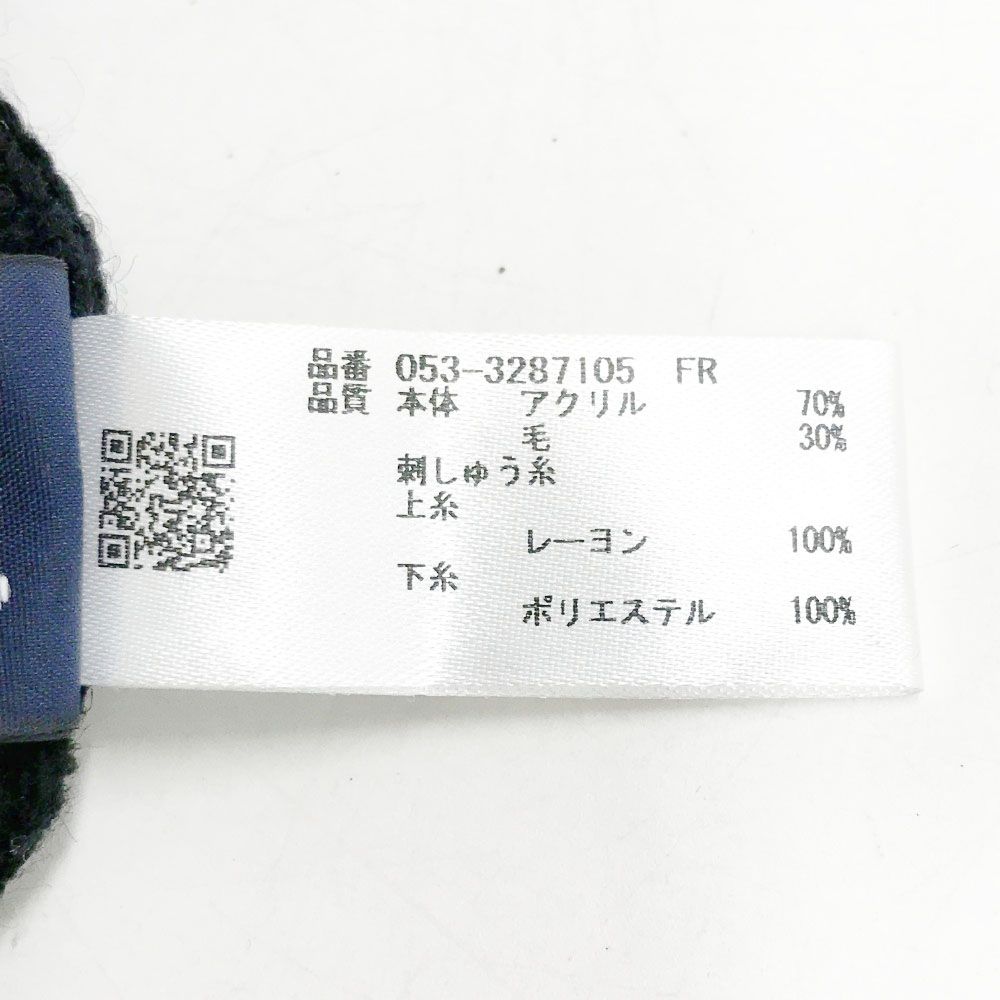 品番 053-3287105 FR
品質 本体 アクリル 70%
毛 30%
刺しゅう糸
上糸
レーヨン 100%
下糸
ポリエステル 100%